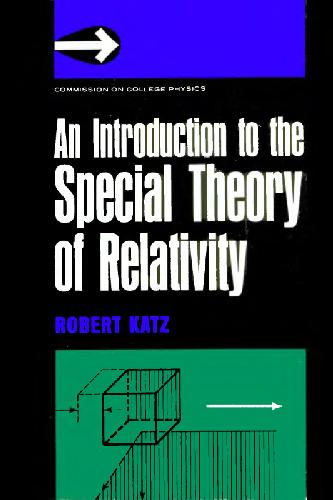 COMMISSION ON COLLEGE PHYSICS
An Introduction to the
Special Theory
of Relativity
ROBERT KATZ